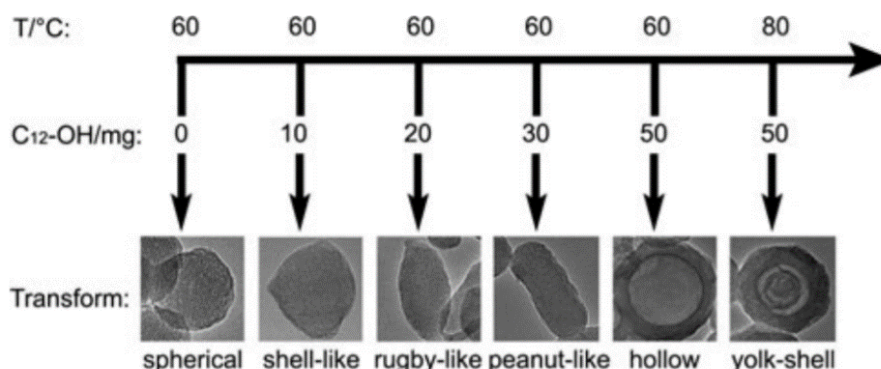 T/°C: 60 60 60 60 60 80
C₁₂-OH/mg: 0 10 20 30 50 50
Transform:
spherical shell-like rugby-like peanut-like hollow yolk-shell